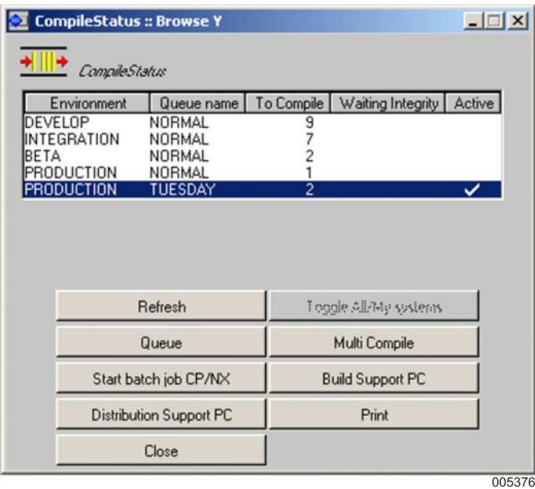 CompileStatus :: Browse Y
CompileStatus
Environment Queue name To Compile Waiting Integrity Active
DEVELOP NORMAL 9
INTEGRATION NORMAL 7
BETA NORMAL 2
PRODUCTION NORMAL 1
PRODUCTION TUESDAY 2
Refresh Toggle All/My systems
Queue Multi Compile
Start batch job CP/NX Build Support PC
Distribution Support PC Print
Close
005376